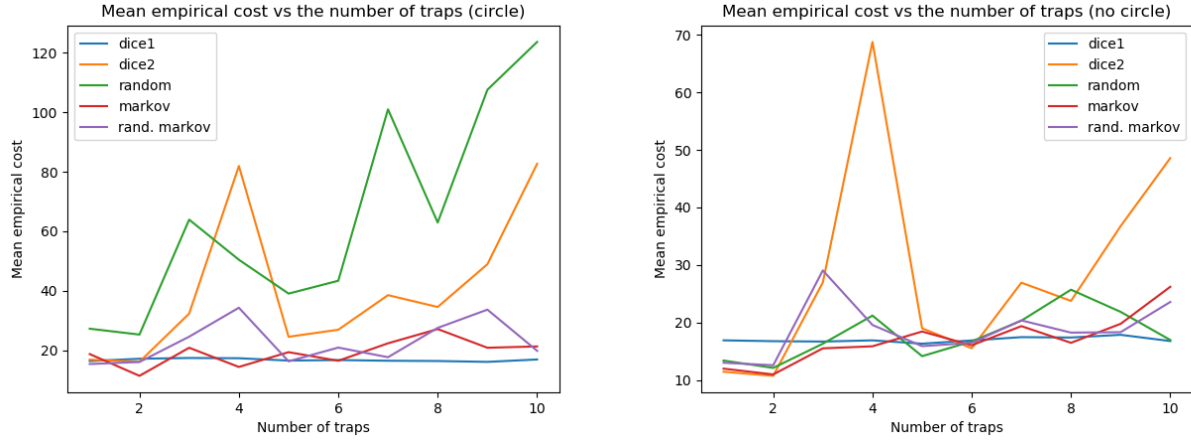 Mean empirical cost vs the number of traps (circle)
Mean empirical cost
120
100
80
60
40
20
dice1
dice2
random
markov
rand. markov
2
4
6
8
10
Number of traps
Mean empirical cost vs the number of traps (no circle)
Mean empirical cost
70
60
50
40
30
20
10
dice1
dice2
random
markov
rand. markov
2
4
6
8
10
Number of traps